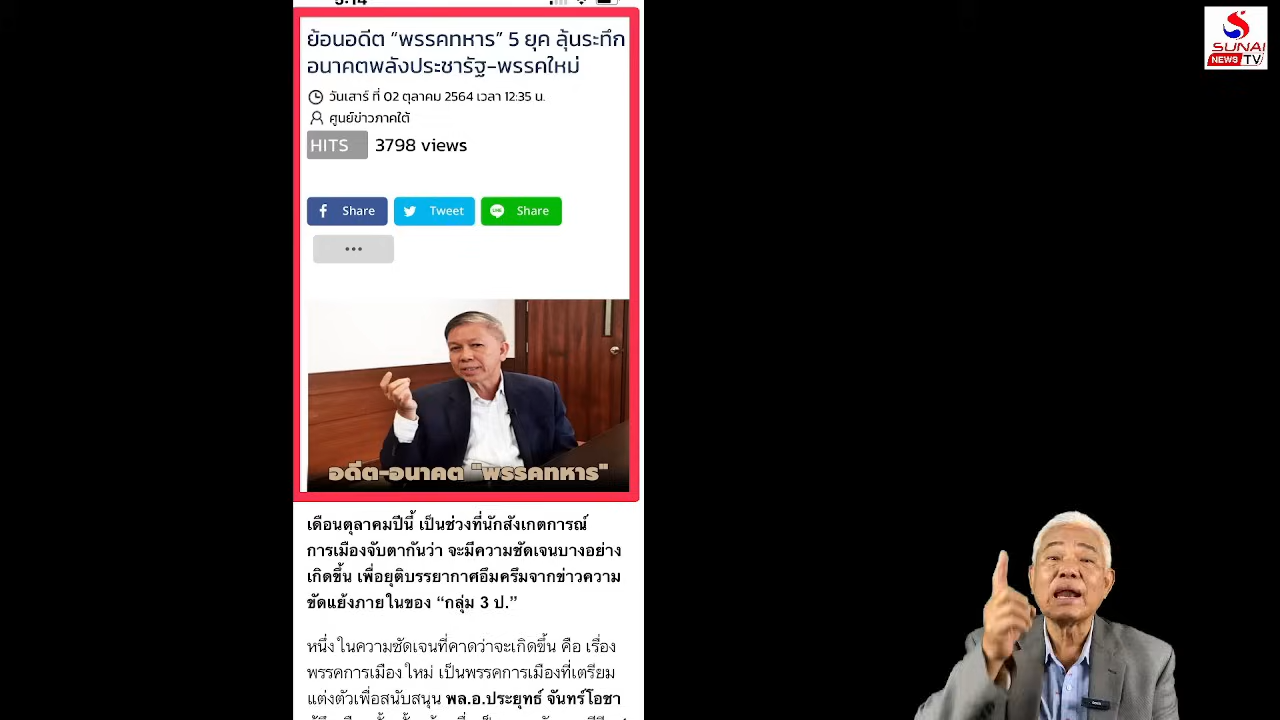 5:14
ย้อนอดีต “พรรคทหาร” 5 ยุค ลุ้นระทึก
อนาคตพลังประชารัฐ-พรรคใหม่
วันเสาร์ ที่ 02 ตุลาคม 2564 เวลา 12:35 น.
ศูนย์ข่าวภาคใต้
HITS 3798 views
Share Tweet Share
•••
อดีต-อนาคต "พรรคทหาร"
เดือนตุลาคมปีนี้ เป็นช่วงที่นักสังเกตการณ์
การเมืองจับตากันว่า จะมีความชัดเจนบางอย่าง
เกิดขึ้น เพื่อยุติบรรยากาศอึมครึมจากข่าวความ
ขัดแย้งภายในของ “กลุ่ม 3 ป.”
หนึ่งในความชัดเจนที่คาดว่าจะเกิดขึ้น คือ เรื่อง
พรรคการเมืองใหม่ เป็นพรรคการเมืองที่เตรียม
แต่งตัวเพื่อสนับสนุน พล.อ.ประยุทธ์ จันทร์โอชา
SUNAI
NEWS TV